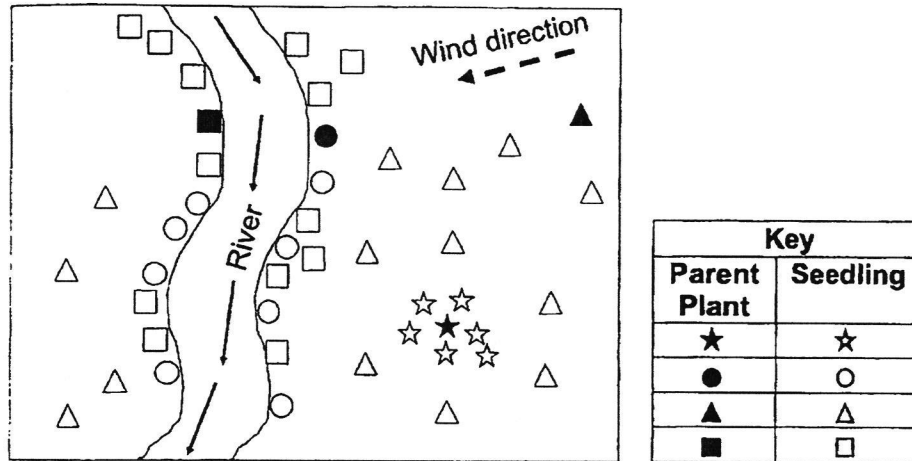 Wind direction
River
Key
Parent Plant
Seedling